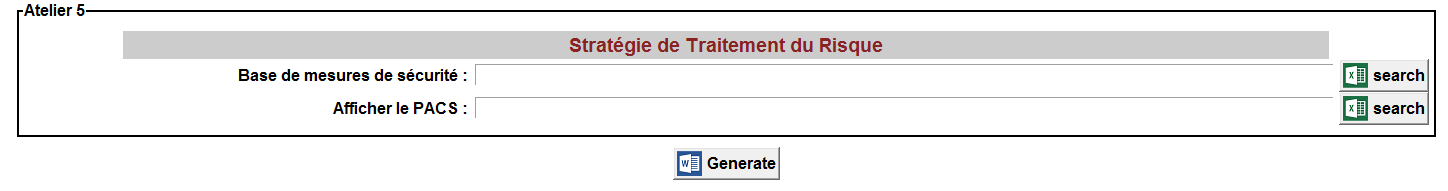 Atelier 5
Stratégie de Traitement du Risque
Base de mesures de sécurité : search
Afficher le PACS : search
Generate